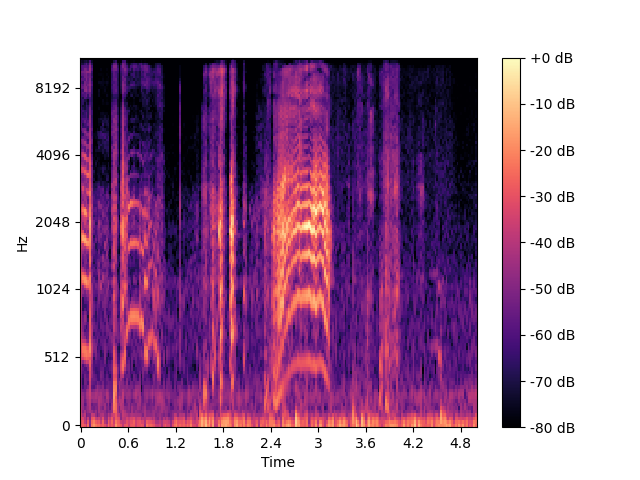 +0 dB
8192
-10 dB
4096
-20 dB
-30 dB
2048
Hz
-40 dB
1024
-50 dB
512
-60 dB
-70 dB
0
-80 dB
0 0.6 1.2 1.8 2.4 3 3.6 4.2 4.8
Time